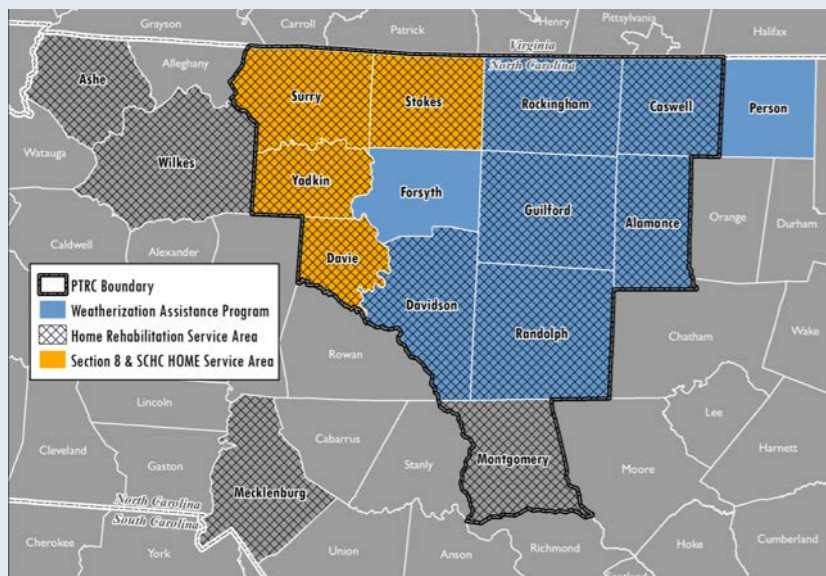 Grayson
Carroll
Patrick
Henry
Pittsylvania
Halifax
Virginia
North Carolina
Ashe
Alleghany
Surry
Stokes
Rockingham
Caswell
Person
Watauga
Wilkes
Yadkin
Forsyth
Guilford
Alamance
Orange
Durham
Caldwell
Alexander
Davie
Davidson
Randolph
Chatham
Wake
PTRC Boundary
Weatherization Assistance Program
Home Rehabilitation Service Area
Section 8 & SCHC HOME Service Area
Rowan
Lincoln
Cabarrus
Stanly
Montgomery
Moore
Lee
Harnett
Cleveland
Gaston
Mecklenburg
North Carolina
South Carolina
Cherokee
York
Union
Anson
Richmond
Hoke
Cumberland